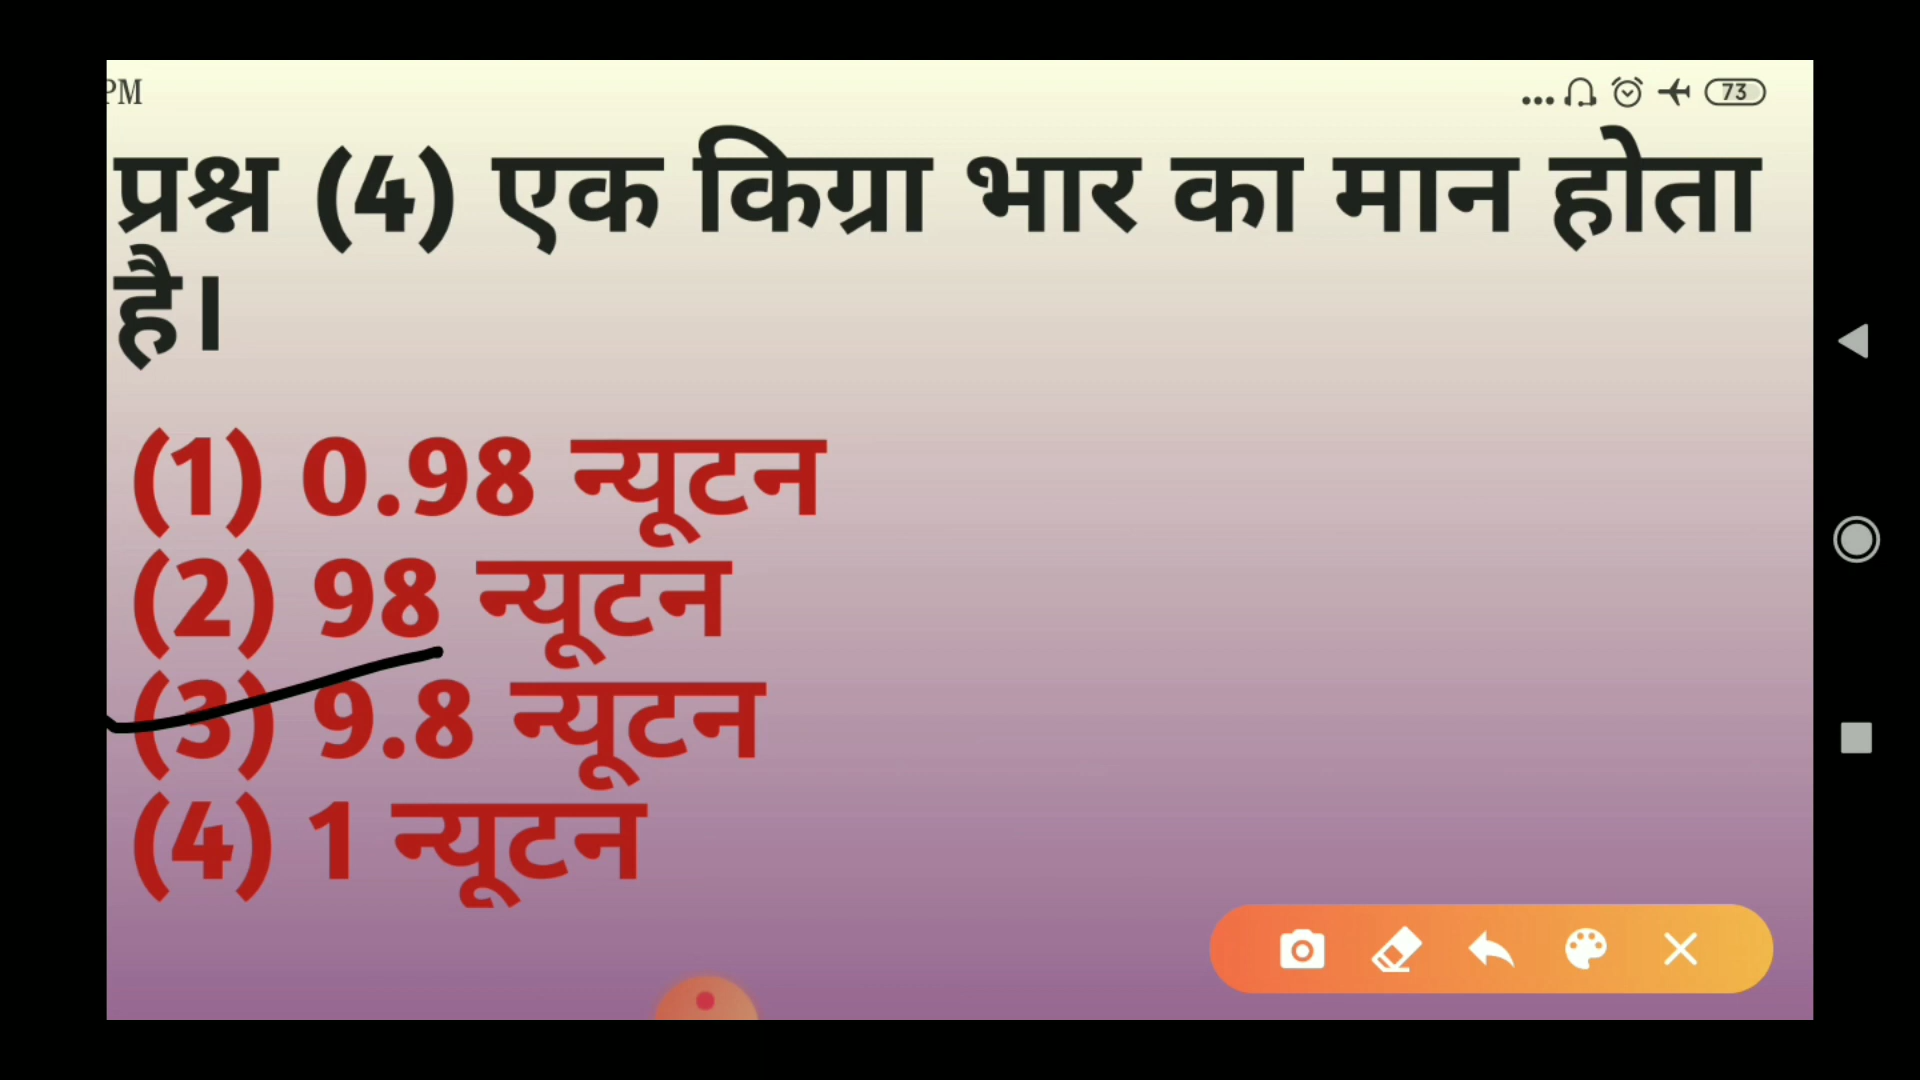 PM
73
प्रश्न (4) एक किग्रा भार का मान होता
है।
(1) 0.98 न्यूटन
(2) 98 न्यूटन
(3) 9.8 न्यूटन
(4) 1 न्यूटन